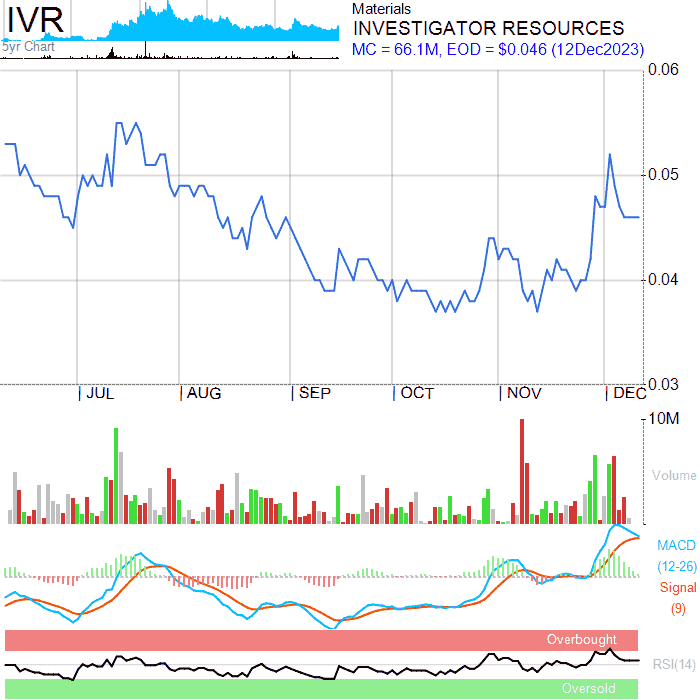 IVR
5yr Chart
Materials
INVESTIGATOR RESOURCES
MC = 66.1M, EOD = $0.046 (12Dec2023)
0.06
0.05
0.04
0.03
JUL AUG SEP OCT NOV DEC
10M
Volume
MACD
(12-26)
Signal
(9)
Overbought
RSI(14)
Oversold